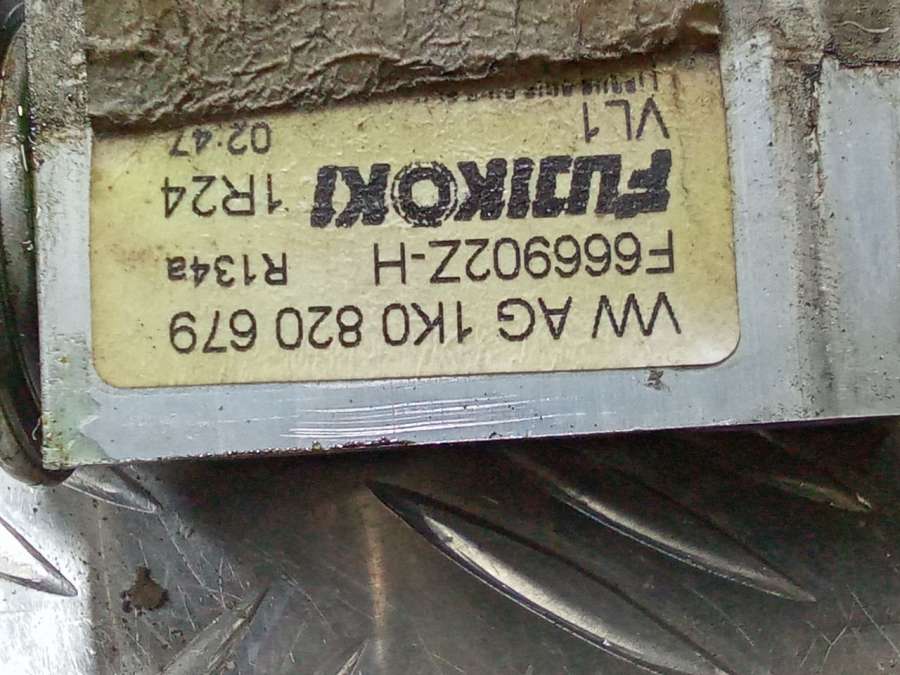 VW AG 1K0 820 679
F666902Z-H R134a
FUJIKOKI 1R24
VL1 02:47